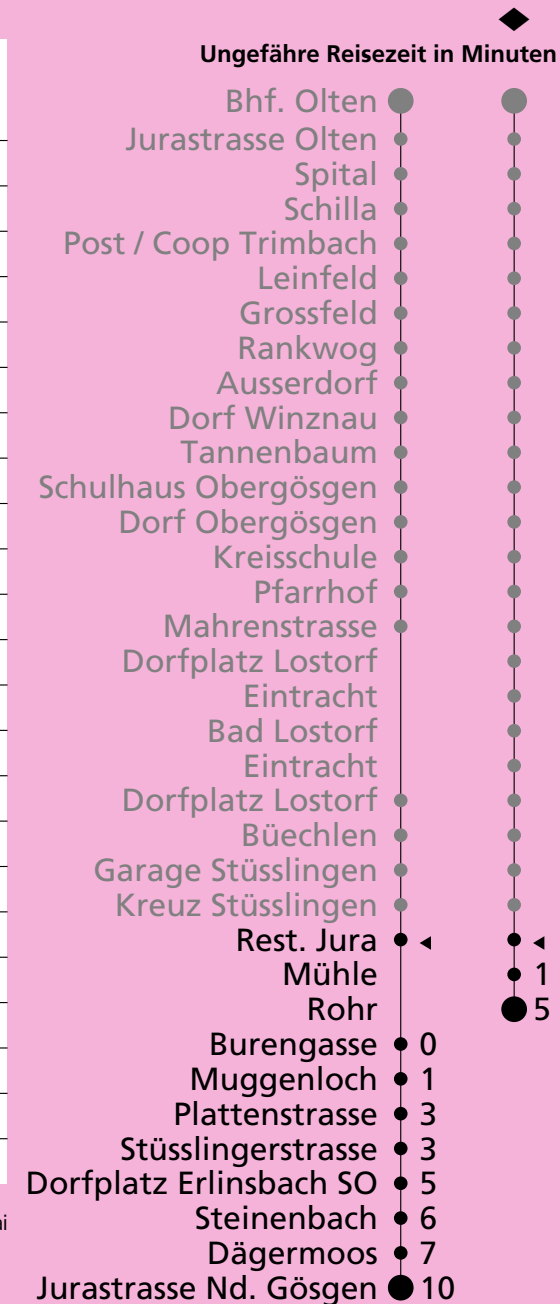 Ungefähre Reisezeit in Minuten
Bhf. Olten
Jurastrasse Olten
Spital
Schilla
Post / Coop Trimbach
Leinfeld
Grossfeld
Rankwog
Ausserdorf
Dorf Winznau
Tannenbaum
Schulhaus Obergösgen
Dorf Obergösgen
Kreisschule
Pfarrhof
Mahrenstrasse
Dorfplatz Lostorf
Eintracht
Bad Lostorf
Eintracht
Dorfplatz Lostorf
Büechlen
Garage Stüsslingen
Kreuz Stüsslingen
Rest. Jura
Mühle 1
Rohr 5
Burengasse 0
Muggenloch 1
Plattenstrasse 3
Stüsslingerstrasse 3
Dorfplatz Erlinsbach SO 5
Steinenbach 6
Dägermoos 7
Jurastrasse Nd. Gösgen 10